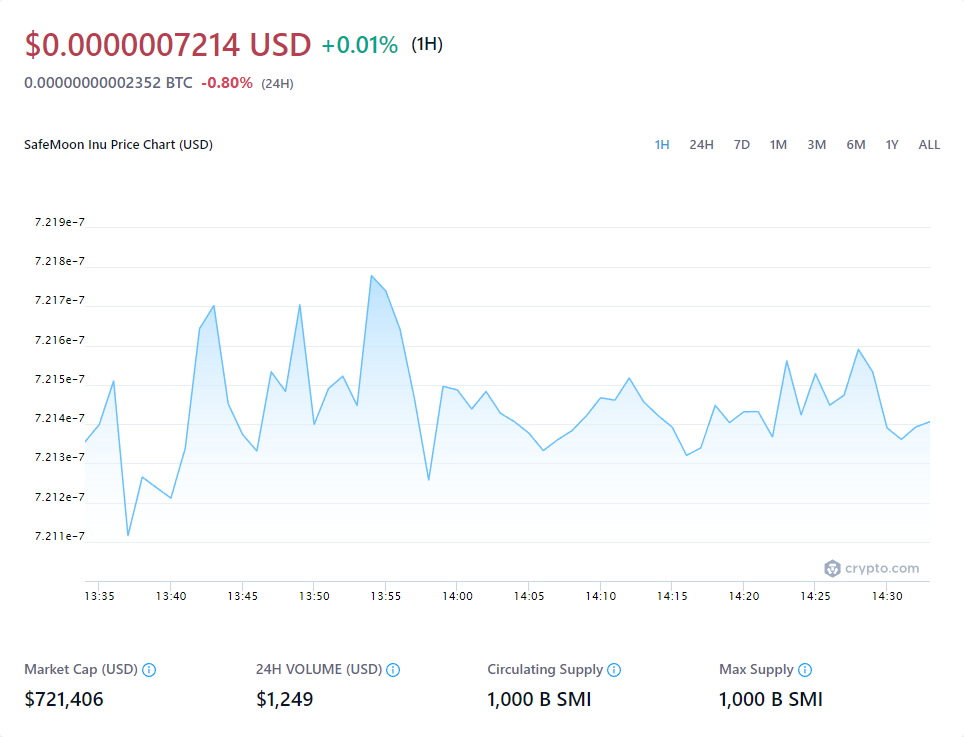 $0.0000007214 USD +0.01% (1H)
0.00000000002352 BTC -0.80% (24H)
SafeMoon Inu Price Chart (USD) 1H 24H 7D 1M 3M 6M 1Y ALL
7.219e-7
7.218e-7
7.217e-7
7.216e-7
7.215e-7
7.214e-7
7.213e-7
7.212e-7
7.211e-7
crypto.com
13:35 13:40 13:45 13:50 13:55 14:00 14:05 14:10 14:15 14:20 14:25 14:30
Market Cap (USD) 24H VOLUME (USD) Circulating Supply Max Supply
$721,406 $1,249 1,000 B SMI 1,000 B SMI